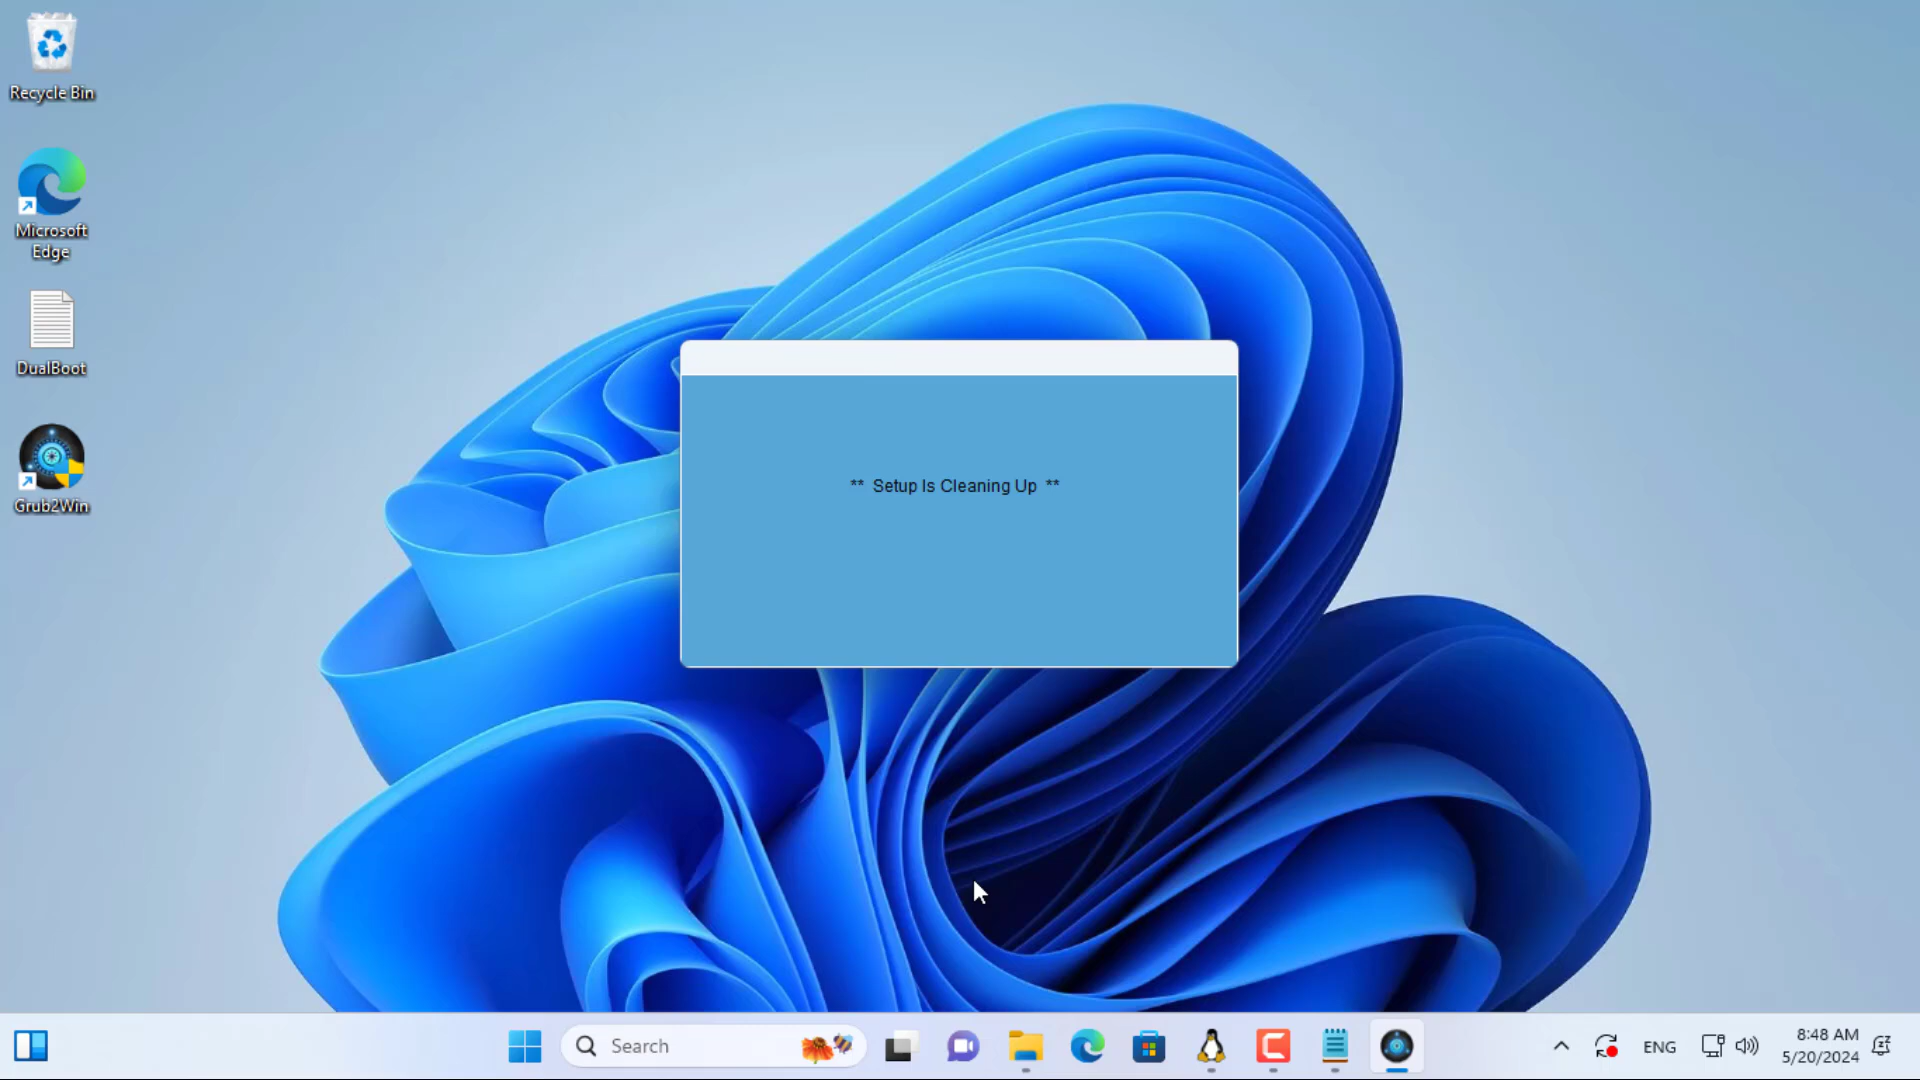 Recycle Bin
Microsoft
Edge
DualBoot
Grub2Win
** Setup Is Cleaning Up **
Search
ENG
8:48 AM
5/20/2024